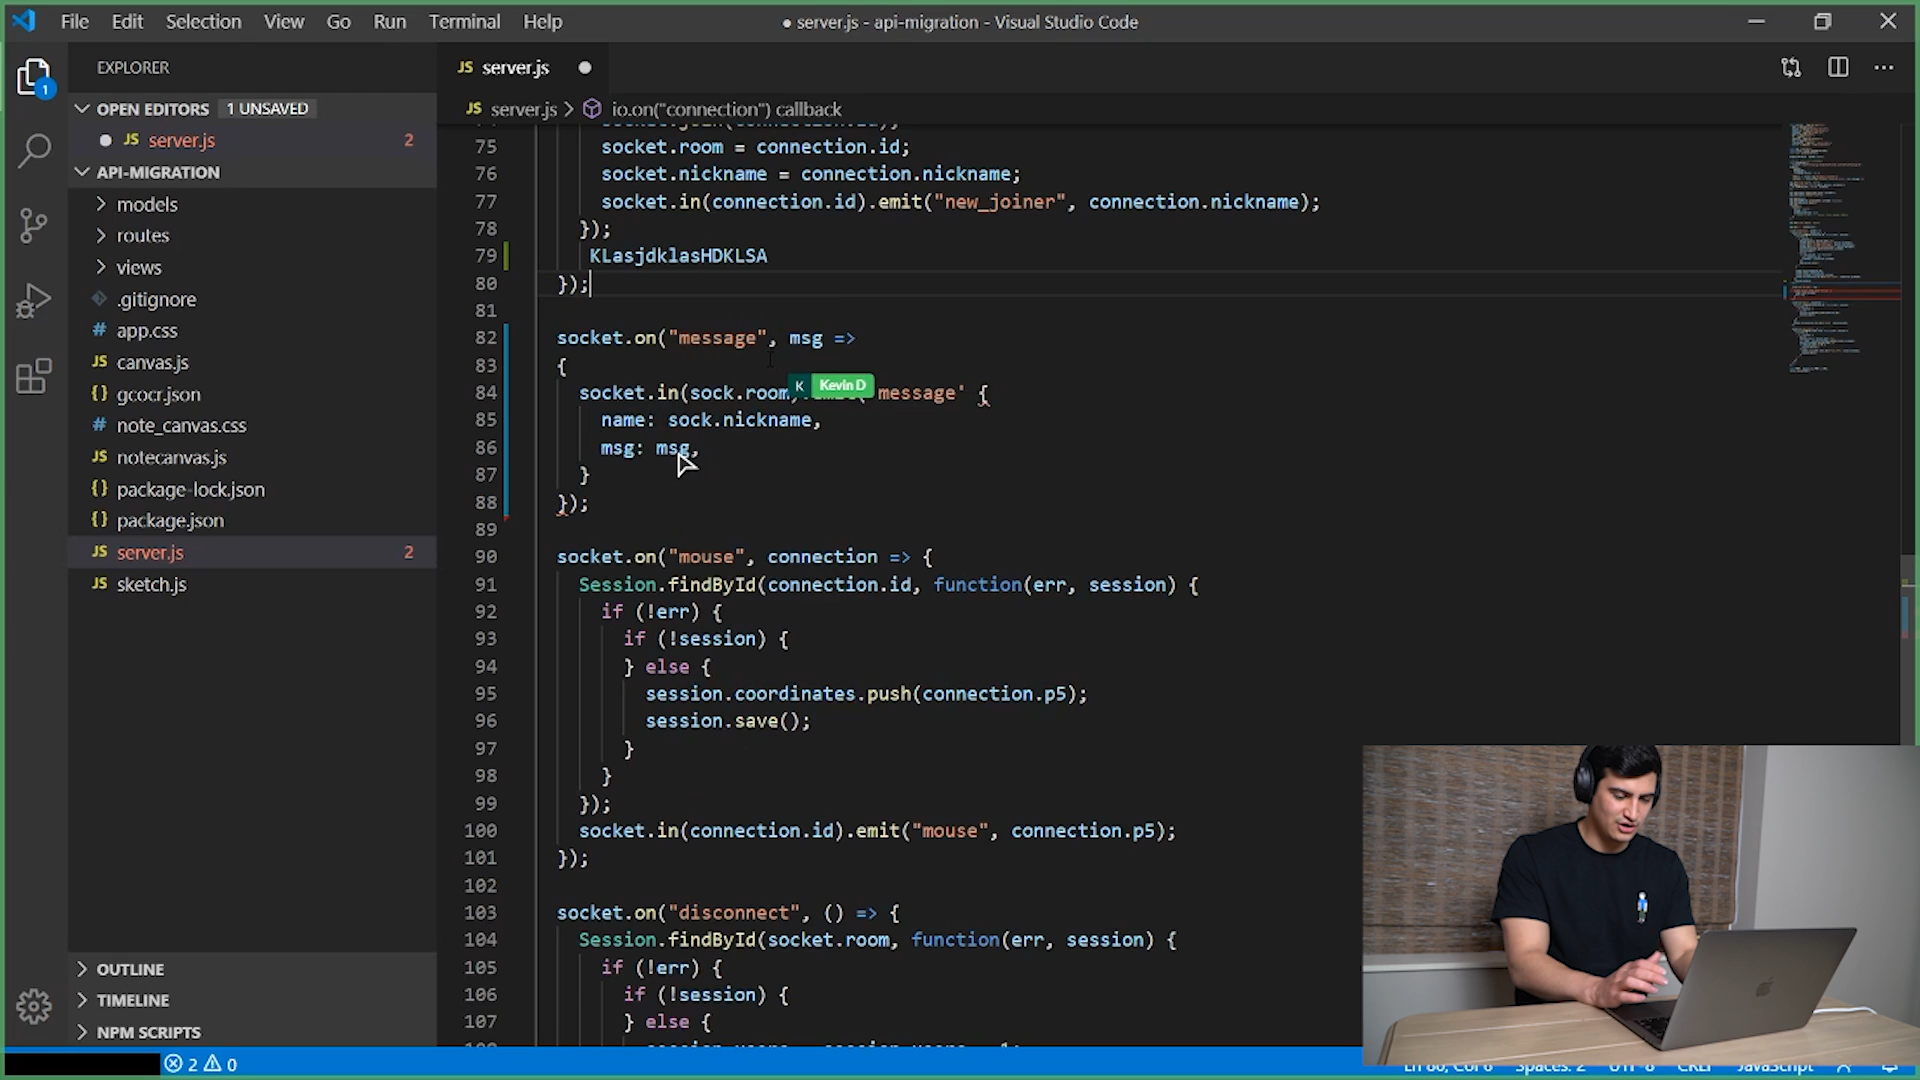 File Edit Selection View Go Run Terminal Help
● server.js - api-migration - Visual Studio Code
EXPLORER
OPEN EDITORS 1 UNSAVED
JS server.js 2
API-MIGRATION
models
routes
views
.gitignore
# app.css
JS canvas.js
{} gcocr.json
# note_canvas.css
JS notecanvas.js
{} package-lock.json
{} package.json
JS server.js 2
JS sketch.js
OUTLINE
TIMELINE
NPM SCRIPTS
1
JS server.js
JS server.js > io.on("connection") callback
75 socket.room = connection.id;
76 socket.nickname = connection.nickname;
77 socket.in(connection.id).emit("new_joiner", connection.nickname);
78 });
79 KLasjdklasHDKLSA
80 });
81
82 socket.on("message", msg =>
83 {
84 socket.in(sock.room 'message' {
K Kevin D
85 name: sock.nickname,
86 msg: msg,
87 }
88 });
89
90 socket.on("mouse", connection => {
91 Session.findById(connection.id, function(err, session) {
92 if (!err) {
93 if (!session) {
94 } else {
95 session.coordinates.push(connection.p5);
96 session.save();
97 }
98 }
99 });
100 socket.in(connection.id).emit("mouse", connection.p5);
101 });
102
103 socket.on("disconnect", () => {
104 Session.findById(socket.room, function(err, session) {
105 if (!err) {
106 if (!session) {
107 } else {
2 0
Ln 80, Col 6 Spaces: 2 UTF-8 CRLF JavaScript